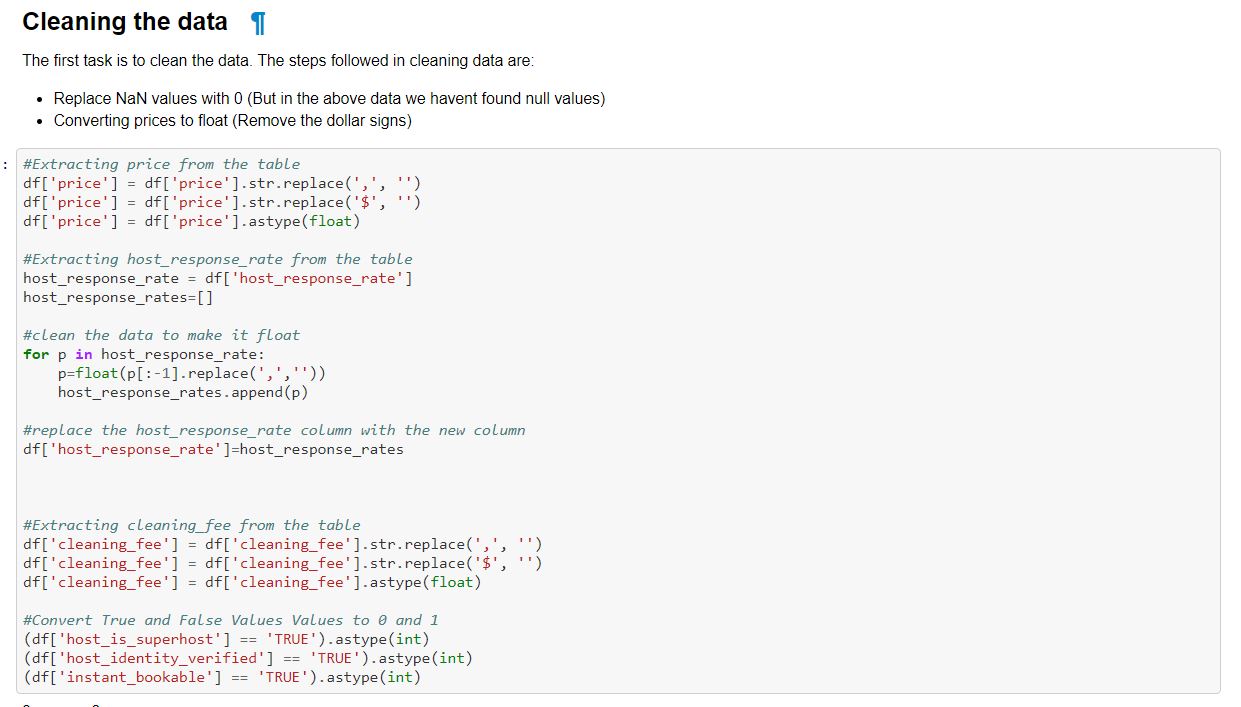 Cleaning the data ¶
The first task is to clean the data. The steps followed in cleaning data are:
• Replace NaN values with 0 (But in the above data we havent found null values)
• Converting prices to float (Remove the dollar signs)
:
#Extracting price from the table
df['price'] = df['price'].str.replace(',', '')
df['price'] = df['price'].str.replace('$', '')
df['price'] = df['price'].astype(float)
#Extracting host_response_rate from the table
host_response_rate = df['host_response_rate']
host_response_rates=[]
#clean the data to make it float
for p in host_response_rate:
    p=float(p[:-1].replace(',',''))
    host_response_rates.append(p)
#replace the host_response_rate column with the new column
df['host_response_rate']=host_response_rates
#Extracting cleaning_fee from the table
df['cleaning_fee'] = df['cleaning_fee'].str.replace(',', '')
df['cleaning_fee'] = df['cleaning_fee'].str.replace('$', '')
df['cleaning_fee'] = df['cleaning_fee'].astype(float)
#Convert True and False Values Values to 0 and 1
(df['host_is_superhost'] == 'TRUE').astype(int)
(df['host_identity_verified'] == 'TRUE').astype(int)
(df['instant_bookable'] == 'TRUE').astype(int)